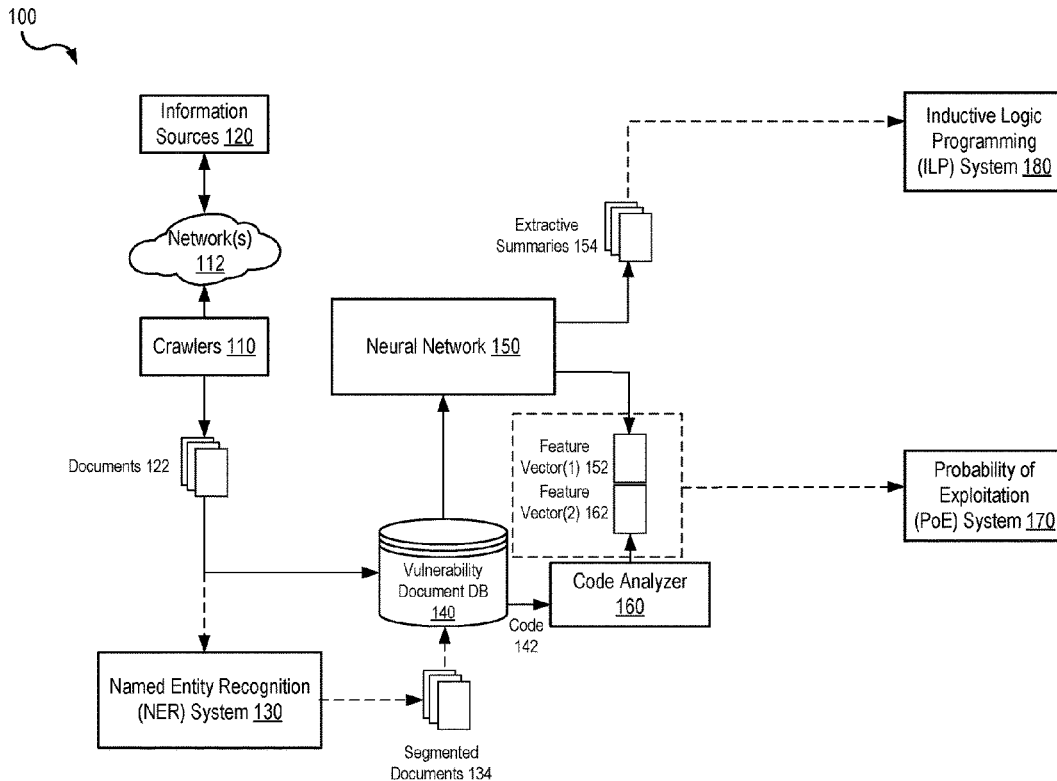 100
Information
Sources 120
Network(s)
112
Crawlers 110
Documents 122
Named Entity Recognition
(NER) System 130
Segmented
Documents 134
Vulnerability
Document DB
140
Code
142
Neural Network 150
Extractive
Summaries 154
Feature
Vector(1) 152
Feature
Vector(2) 162
Code Analyzer
160
Inductive Logic
Programming
(ILP) System 180
Probability of
Exploitation
(PoE) System 170